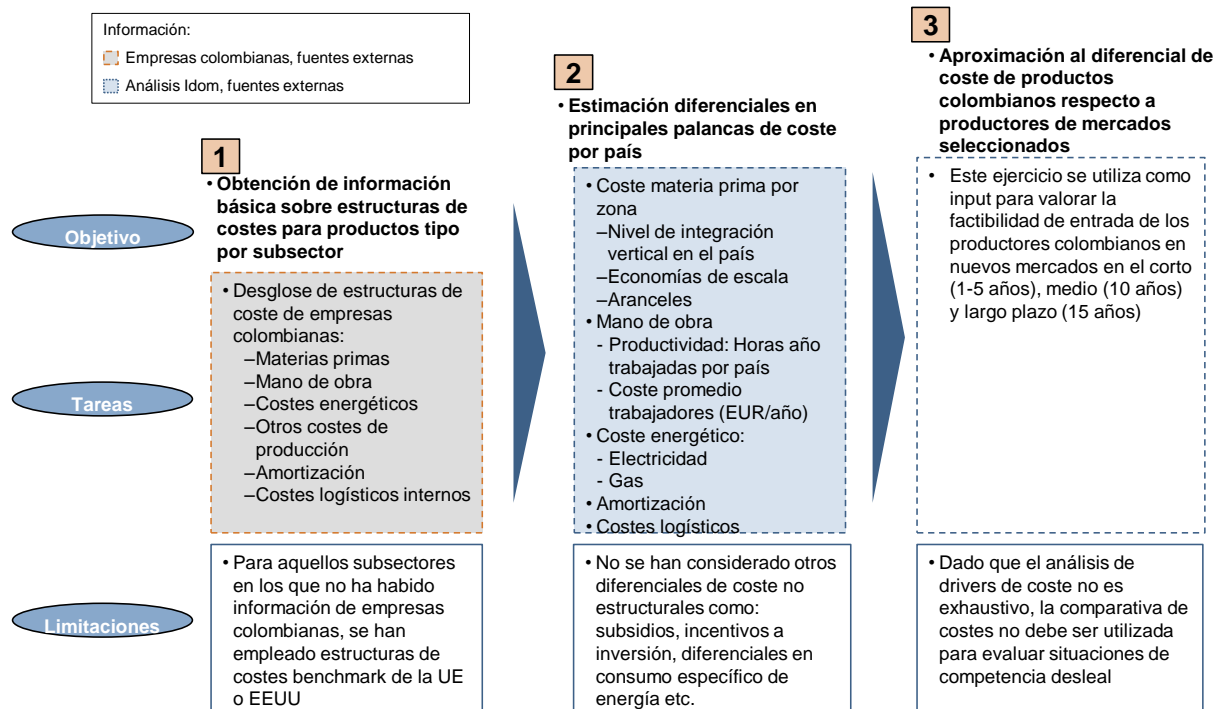 Información:
Empresas colombianas, fuentes externas
Análisis Idom, fuentes externas
Objetivo
Tareas
Limitaciones
1
• Obtención de información
básica sobre estructuras de
costes para productos tipo
por subsector
• Desglose de estructuras de
coste de empresas
colombianas:
–Materias primas
–Mano de obra
–Costes energéticos
–Otros costes de
producción
–Amortización
–Costes logísticos internos
• Para aquellos subsectores
en los que no ha habido
información de empresas
colombianas, se han
empleado estructuras de
costes benchmark de la UE
o EEUU
2
• Estimación diferenciales en
principales palancas de coste
por país
• Coste materia prima por
zona
–Nivel de integración
vertical en el país
–Economías de escala
–Aranceles
• Mano de obra
- Productividad: Horas año
trabajadas por país
- Coste promedio
trabajadores (EUR/año)
• Coste energético:
- Electricidad
- Gas
• Amortización
• Costes logísticos
• No se han considerado otros
diferenciales de coste no
estructurales como:
subsidios, incentivos a
inversión, diferenciales en
consumo específico de
energía etc.
3
• Aproximación al diferencial de
coste de productos
colombianos respecto a
productores de mercados
seleccionados
• Este ejercicio se utiliza como
input para valorar la
factibilidad de entrada de los
productores colombianos en
nuevos mercados en el corto
(1-5 años), medio (10 años)
y largo plazo (15 años)
• Dado que el análisis de
drivers de coste no es
exhaustivo, la comparativa de
costes no debe ser utilizada
para evaluar situaciones de
competencia desleal